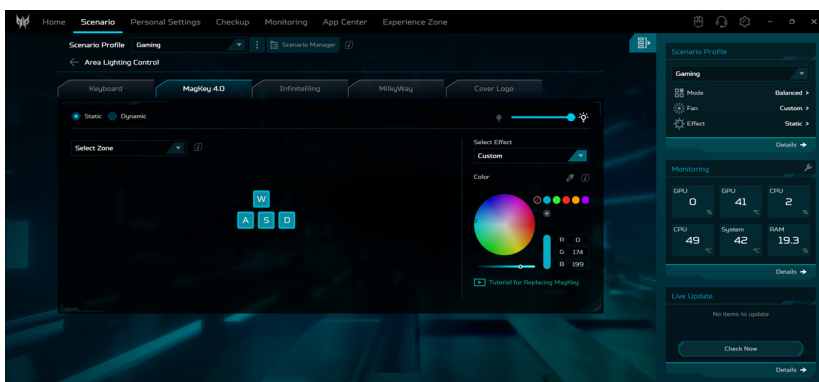 Home Scenario Personal Settings Checkup Monitoring App Center Experience Zone
Scenario Profile Gaming Scenario Manager
Area Lighting Control
Keyboard MagKey 4.0 InfiniteRing MilkyWay Cover Logo
Static Dynamic
Select Zone
W
A S D
Select Effect
Custom
Color
R 0
G 174
B 199
Tutorial for Replacing MagKey
Scenario Profile
Gaming
Mode Balanced >
Fan Custom >
Effect Static >
Details
Monitoring
GPU 0 %
GPU 41 °C
CPU 2 %
CPU 49 °C
System 42 °C
RAM 19.3 %
Details
Live Update
No items to update
Check Now
Details